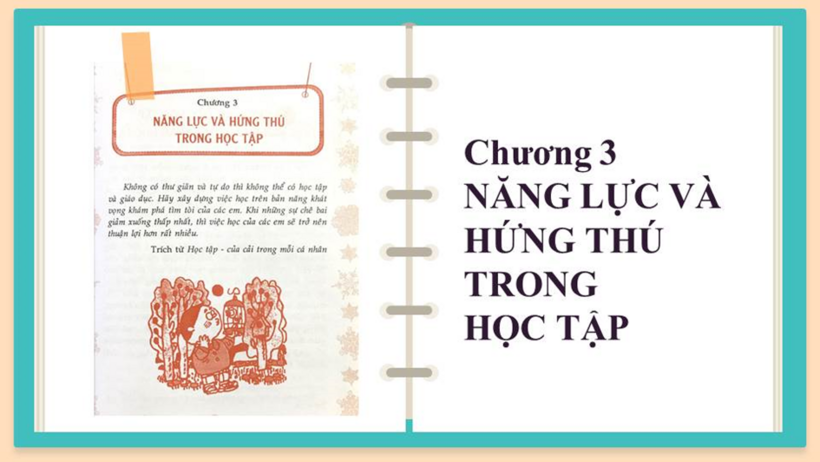 Chương 3
NĂNG LỰC VÀ HỨNG THÚ
TRONG HỌC TẬP
Không có thư giãn và tự do thì không thể có học tập
và giáo dục. Hãy xây dựng việc học trên bản năng khát
vọng khám phá tìm tòi của các em. Khi những sự chê bai
giảm xuống thấp nhất, thì việc học của các em sẽ trở nên
thuận lợi hơn rất nhiều.
Trích từ Học tập - của cải trong mỗi cá nhân
Chương 3
NĂNG LỰC VÀ
HỨNG THÚ
TRONG
HỌC TẬP